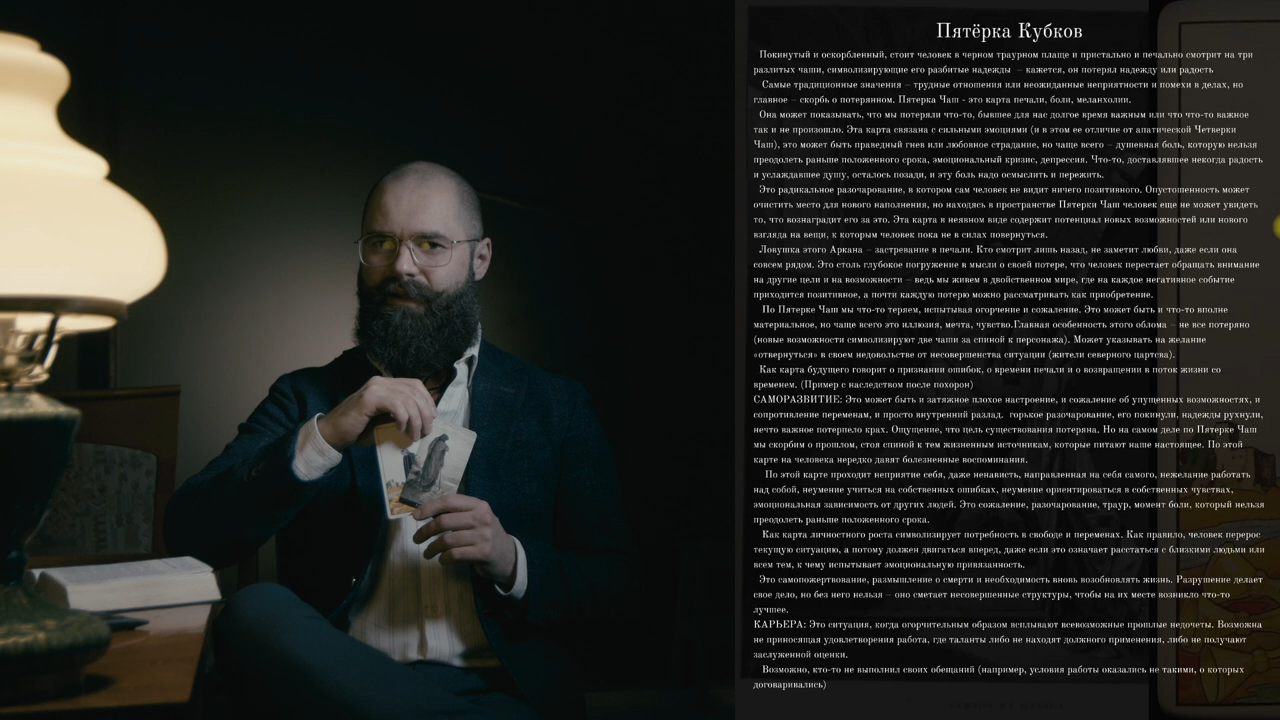 Пятёрка Кубков
Покинутый и оскорбленный, стоит человек в черном траурном плаще и пристально и печально смотрит на три
разлитых чаши, символизирующие его разбитые надежды – кажется, он потерял надежду или радость
Самые традиционные значения – трудные отношения или неожиданные неприятности и помехи в делах, но
главное – скорбь о потерянном. Пятерка Чаш - это карта печали, боли, меланхолии.
Она может показывать, что мы потеряли что-то, бывшее для нас долгое время важным или что что-то важное
так и не произошло. Эта карта связана с сильными эмоциями (и в этом ее отличие от апатической Четверки
Чаш), это может быть праведный гнев или любовное страдание, но чаще всего – душевная боль, которую нельзя
преодолеть раньше положенного срока, эмоциональный кризис, депрессия. Что-то, доставлявшее некогда радость
и услаждавшее душу, осталось позади, и эту боль надо осмыслить и пережить.
Это радикальное разочарование, в котором сам человек не видит ничего позитивного. Опустошенность может
очистить место для нового наполнения, но находясь в пространстве Пятерки Чаш человек еще не может увидеть
то, что вознаградит его за это. Эта карта в неявном виде содержит потенциал новых возможностей или нового
взгляда на вещи, к которым человек пока не в силах повернуться.
Ловушка этого Аркана – застревание в печали. Кто смотрит лишь назад, не заметит любви, даже если она
совсем рядом. Это столь глубокое погружение в мысли о своей потере, что человек перестает обращать внимание
на другие цели и на возможности – ведь мы живем в двойственном мире, где на каждое негативное событие
приходится позитивное, а почти каждую потерю можно рассматривать как приобретение.
По Пятерке Чаш мы что-то теряем, испытывая огорчение и сожаление. Это может быть и что-то вполне
материальное, но чаще всего это иллюзия, мечта, чувство.Главная особенность этого облома – не все потеряно
(новые возможности символизируют две чаши за спиной к персонажа). Может указывать на желание
«отвернуться» в своем недовольстве от несовершенства ситуации (жители северного цартсва).
Как карта будущего говорит о признании ошибок, о времени печали и о возвращении в поток жизни со
временем. (Пример с наследством после похорон)
САМОРАЗВИТИЕ: Это может быть и затяжное плохое настроение, и сожаление об упущенных возможностях, и
сопротивление переменам, и просто внутренний разлад. горькое разочарование, его покинули, надежды рухнули,
нечто важное потерпело крах. Ощущение, что цель существования потеряна. Но на самом деле по Пятерке Чаш
мы скорбим о прошлом, стоя спиной к тем жизненным источникам, которые питают наше настоящее. По этой
карте на человека нередко давят болезненные воспоминания.
По этой карте проходит неприятие себя, даже ненависть, направленная на себя самого, нежелание работать
над собой, неумение учиться на собственных ошибках, неумение ориентироваться в собственных чувствах,
эмоциональная зависимость от других людей. Это сожаление, разочарование, траур, момент боли, который нельзя
преодолеть раньше положенного срока.
Как карта личностного роста символизирует потребность в свободе и переменах. Как правило, человек перерос
текущую ситуацию, а потому должен двигаться вперед, даже если это означает расстаться с близкими людьми или
всем тем, к чему испытывает эмоциональную привязанность.
Это самопожертвование, размышление о смерти и необходимость вновь возобновлять жизнь. Разрушение делает
свое дело, но без него нельзя – оно сметает несовершенные структуры, чтобы на их месте возникло что-то
лучшее.
КАРЬЕРА: Это ситуация, когда огорчительным образом всплывают всевозможные прошлые недочеты. Возможна
не приносящая удовлетворения работа, где таланты либо не находят должного применения, либо не получают
заслуженной оценки.
Возможно, кто-то не выполнил своих обещаний (например, условия работы оказались не такими, о которых
договаривались)